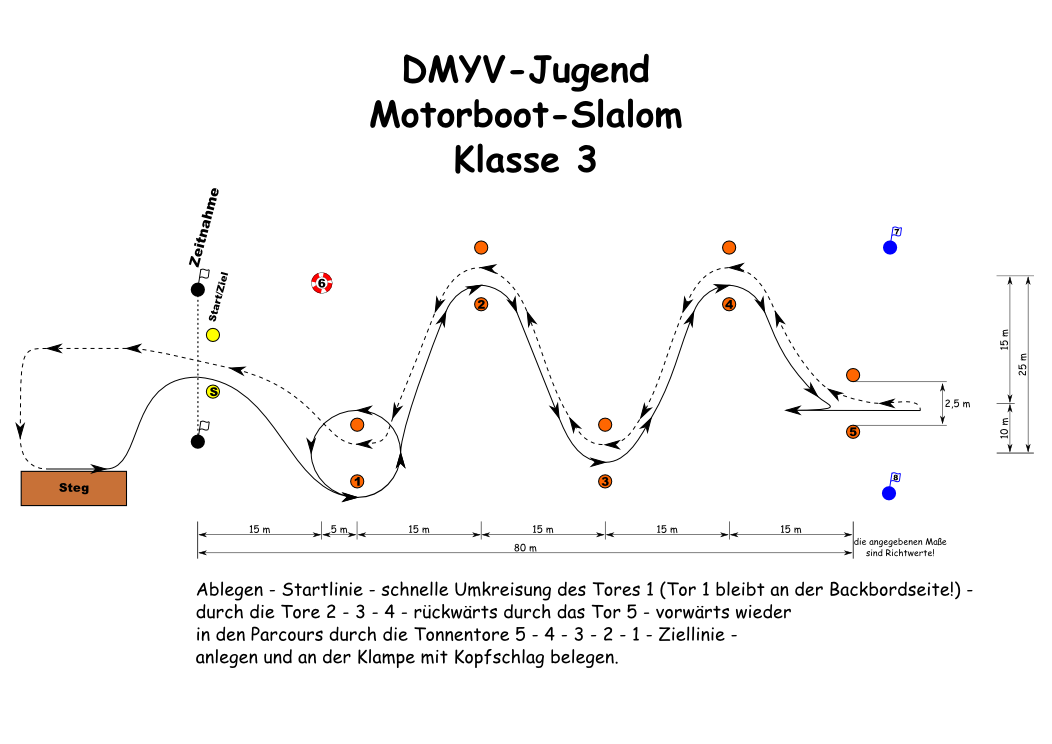 DMYV-Jugend
Motorboot-Slalom
Klasse 3
Zeitnahme
Start/Ziel
7
6
2
4
15 m
25 m
S
2,5 m
10 m
5
1
3
8
Steg
15 m
5 m
15 m
15 m
15 m
15 m
80 m
die angegebenen Maße
sind Richtwerte!
Ablegen - Startlinie - schnelle Umkreisung des Tores 1 (Tor 1 bleibt an der Backbordseite!) -
durch die Tore 2 - 3 - 4 - rückwärts durch das Tor 5 - vorwärts wieder
in den Parcours durch die Tonnentore 5 - 4 - 3 - 2 - 1 - Ziellinie -
anlegen und an der Klampe mit Kopfschlag belegen.